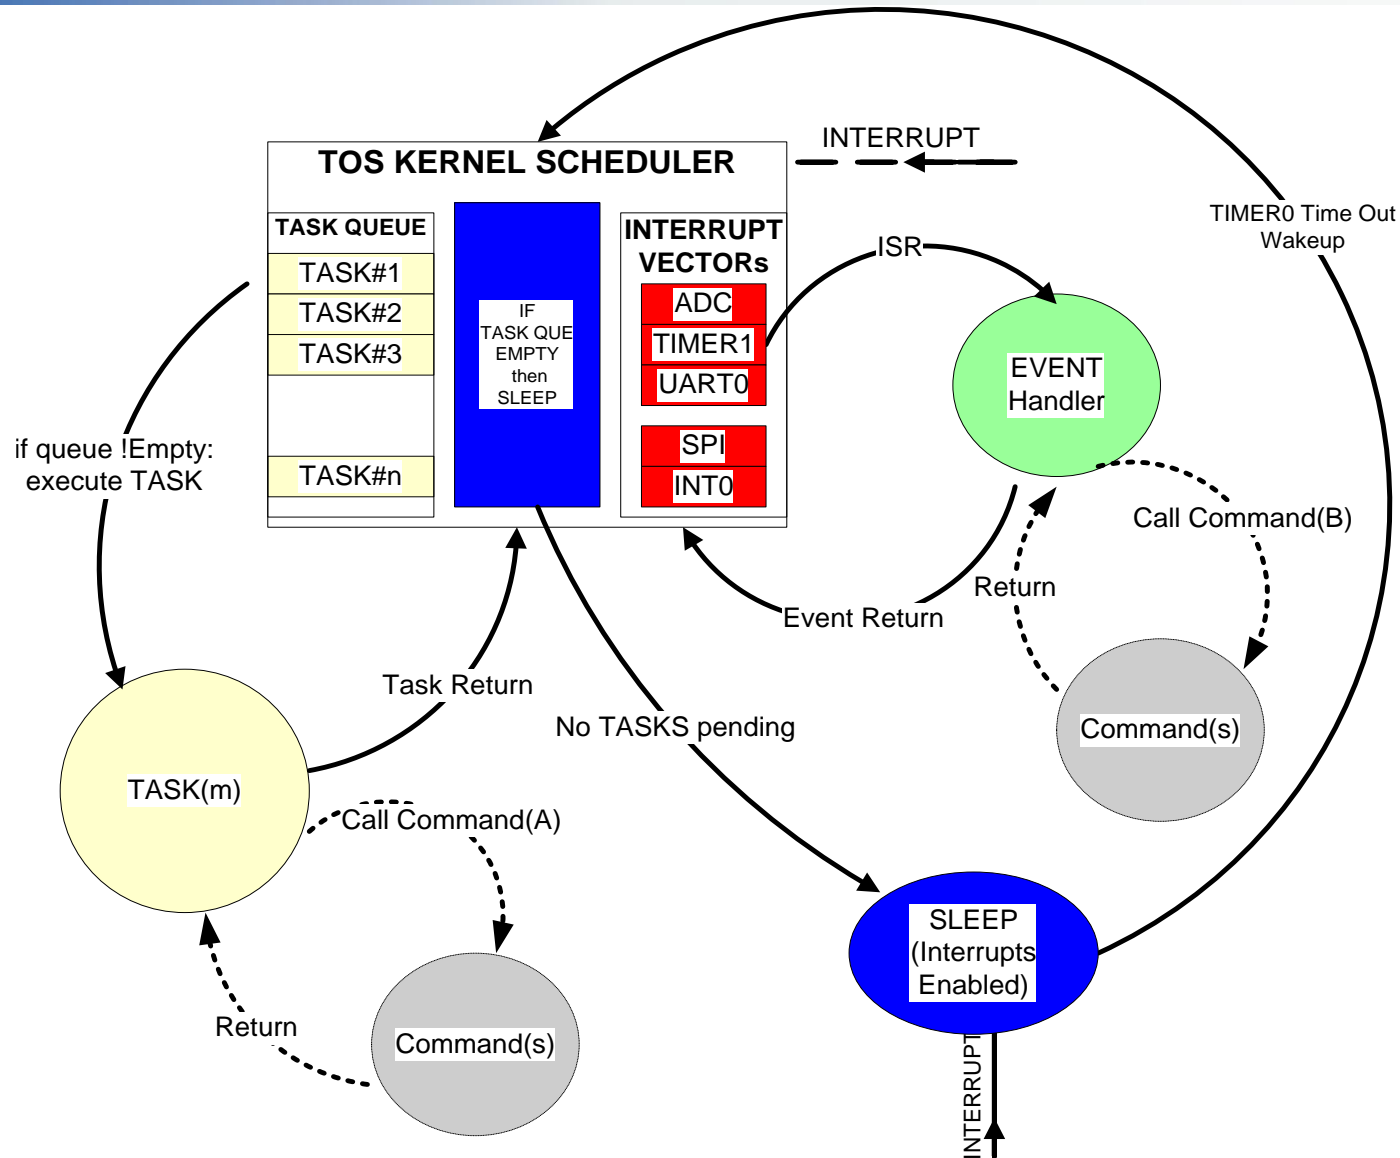 INTERRUPT
TOS KERNEL SCHEDULER
TIMER0 Time Out
Wakeup
TASK QUEUE
TASK#1
TASK#2
TASK#3
TASK#n
IF
TASK QUE
EMPTY
then
SLEEP
INTERRUPT
VECTORs
ADC
TIMER1
UART0
SPI
INT0
ISR
EVENT
Handler
if queue !Empty:
execute TASK
Call Command(B)
Return
Event Return
Task Return
No TASKS pending
Command(s)
TASK(m)
Call Command(A)
SLEEP
(Interrupts
Enabled)
Return
Command(s)
INTERRUPT